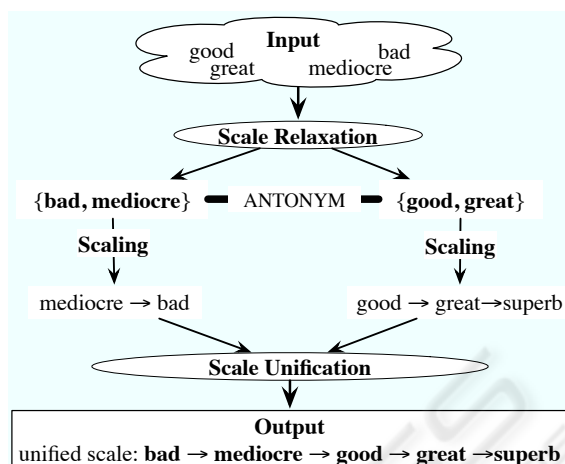 Input
good bad
great mediocre
Scale Relaxation
{bad, mediocre} ANTONYM {good, great}
Scaling Scaling
mediocre → bad good → great→superb
Scale Unification
Output
unified scale: bad → mediocre → good → great →superb